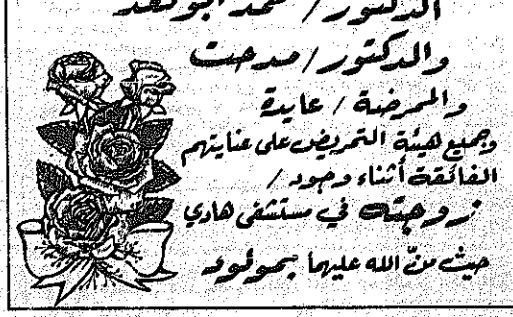 الدكتور / محمد أبو
والدكتور / مدحت
والممرضة / عايدة
وجميع هيئة التمريض على عنايتهم
الفائقة أثناء وجود /
زوجته في مستشفى هادي
حيث منّ الله عليهما بمولود